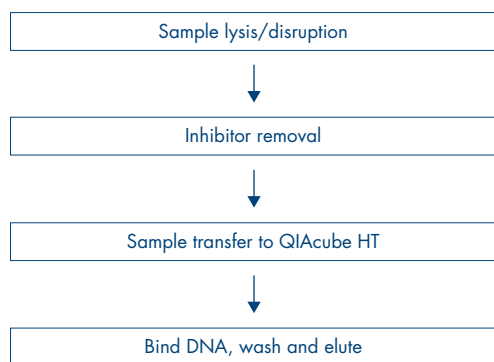 Sample lysis/disruption
Inhibitor removal
Sample transfer to QIAcube HT
Bind DNA, wash and elute